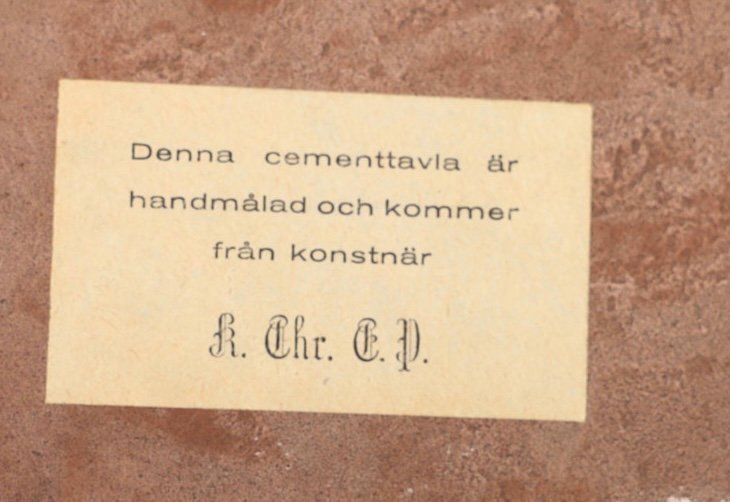 Denna cementtavla är
handmålad och kommer
från konstnär
K. Chr. E. P.